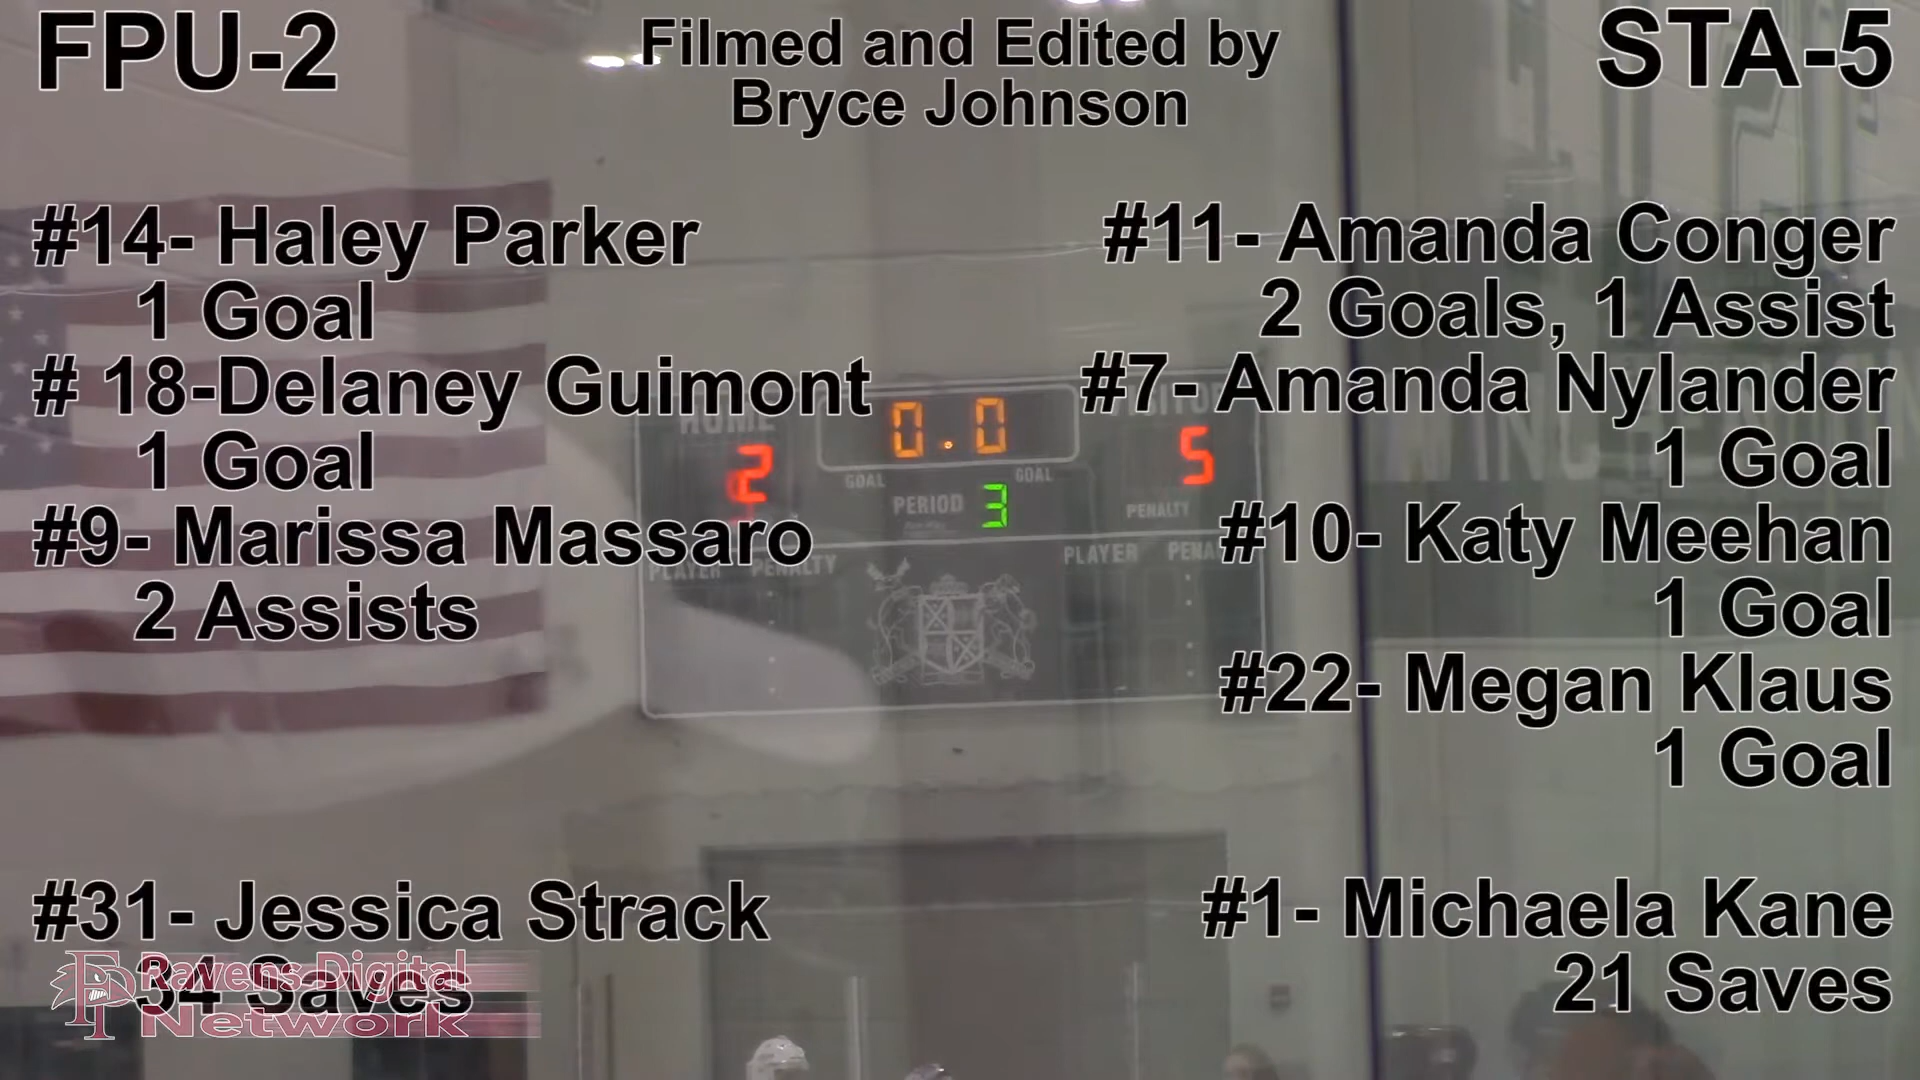 FPU-2
Filmed and Edited by
Bryce Johnson
STA-5
#14- Haley Parker
1 Goal
# 18-Delaney Guimont
1 Goal
#9- Marissa Massaro
2 Assists
#11- Amanda Conger
2 Goals, 1 Assist
#7- Amanda Nylander
1 Goal
#10- Katy Meehan
1 Goal
#22- Megan Klaus
1 Goal
HOME
0.0
2
5
GOAL
GOAL
PERIOD 3
PENALTY
PLAYER PENALTY
PLAYER
#31- Jessica Strack
34 Saves
#1- Michaela Kane
21 Saves
Ravens Digital
Network